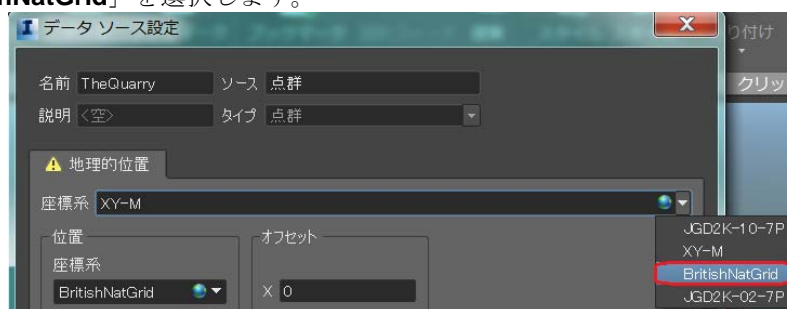 hNatGrid］を選択します。
データ ソース設定
り付け
名前 TheQuarry ソース 点群
クリッ
説明 <空> タイプ 点群
地理的位置
座標系 XY-M
位置 オフセット
座標系
BritishNatGrid X 0
JGD2K-10-7P
XY-M
BritishNatGrid
JGD2K-02-7P